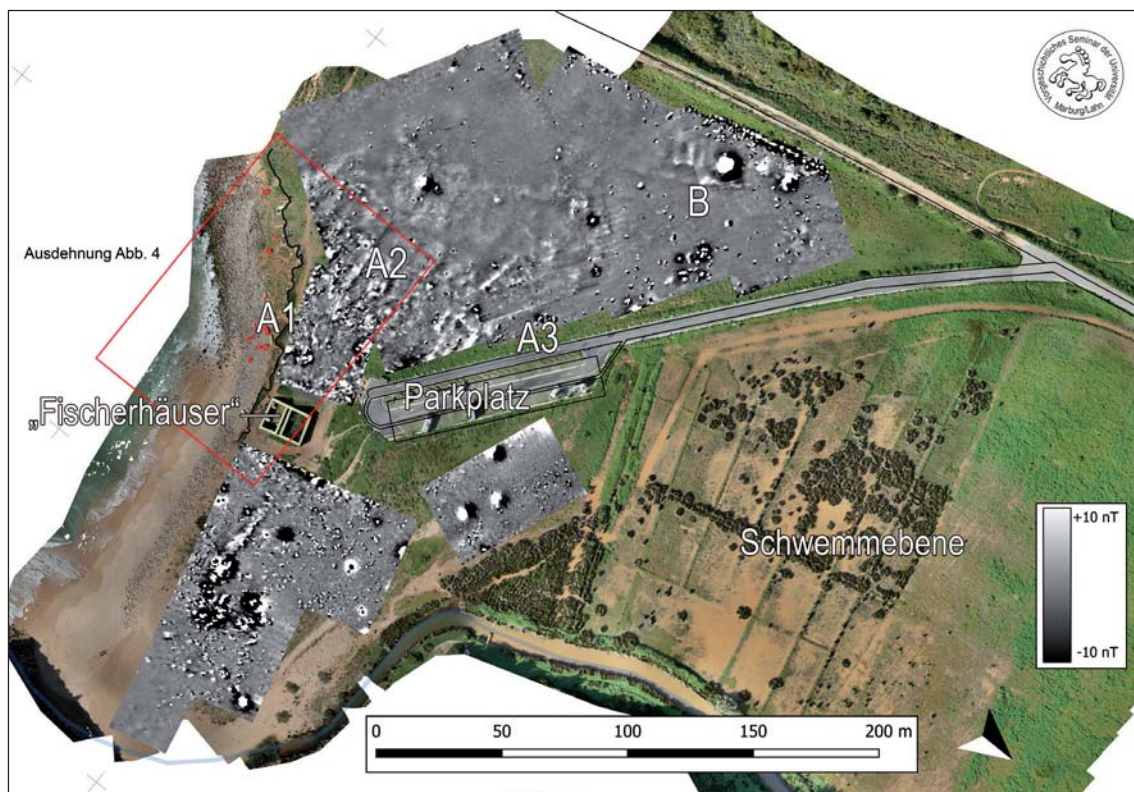 Vorgeschichtliches Seminar der Universität
Marburg/Lahn
B
A2
Ausdehnung Abb. 4
A1
A3
Parkplatz
„Fischerhäuser“
+10 nT
Schwemmebene
-10 nT
0 50 100 150 200 m